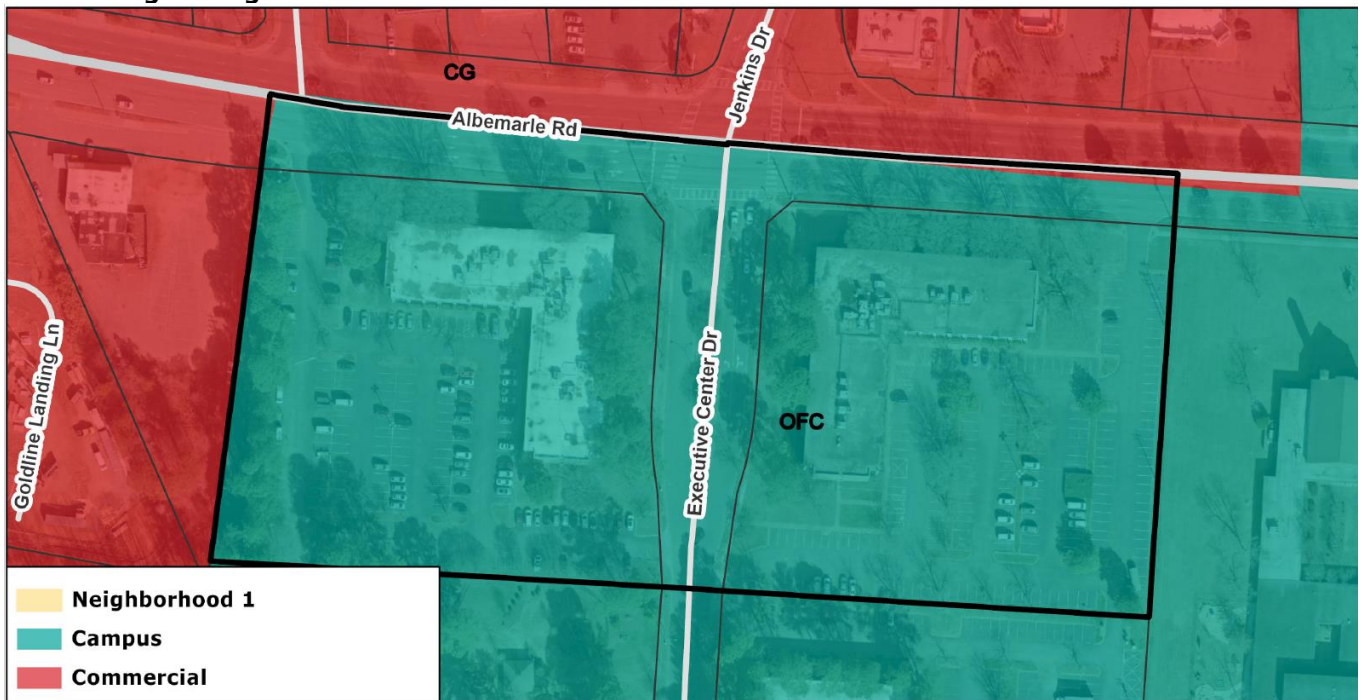 CG
Albemarle Rd
Jenkins Dr
Goldline Landing Ln
Executive Center Dr
OFC
Neighborhood 1
Campus
Commercial